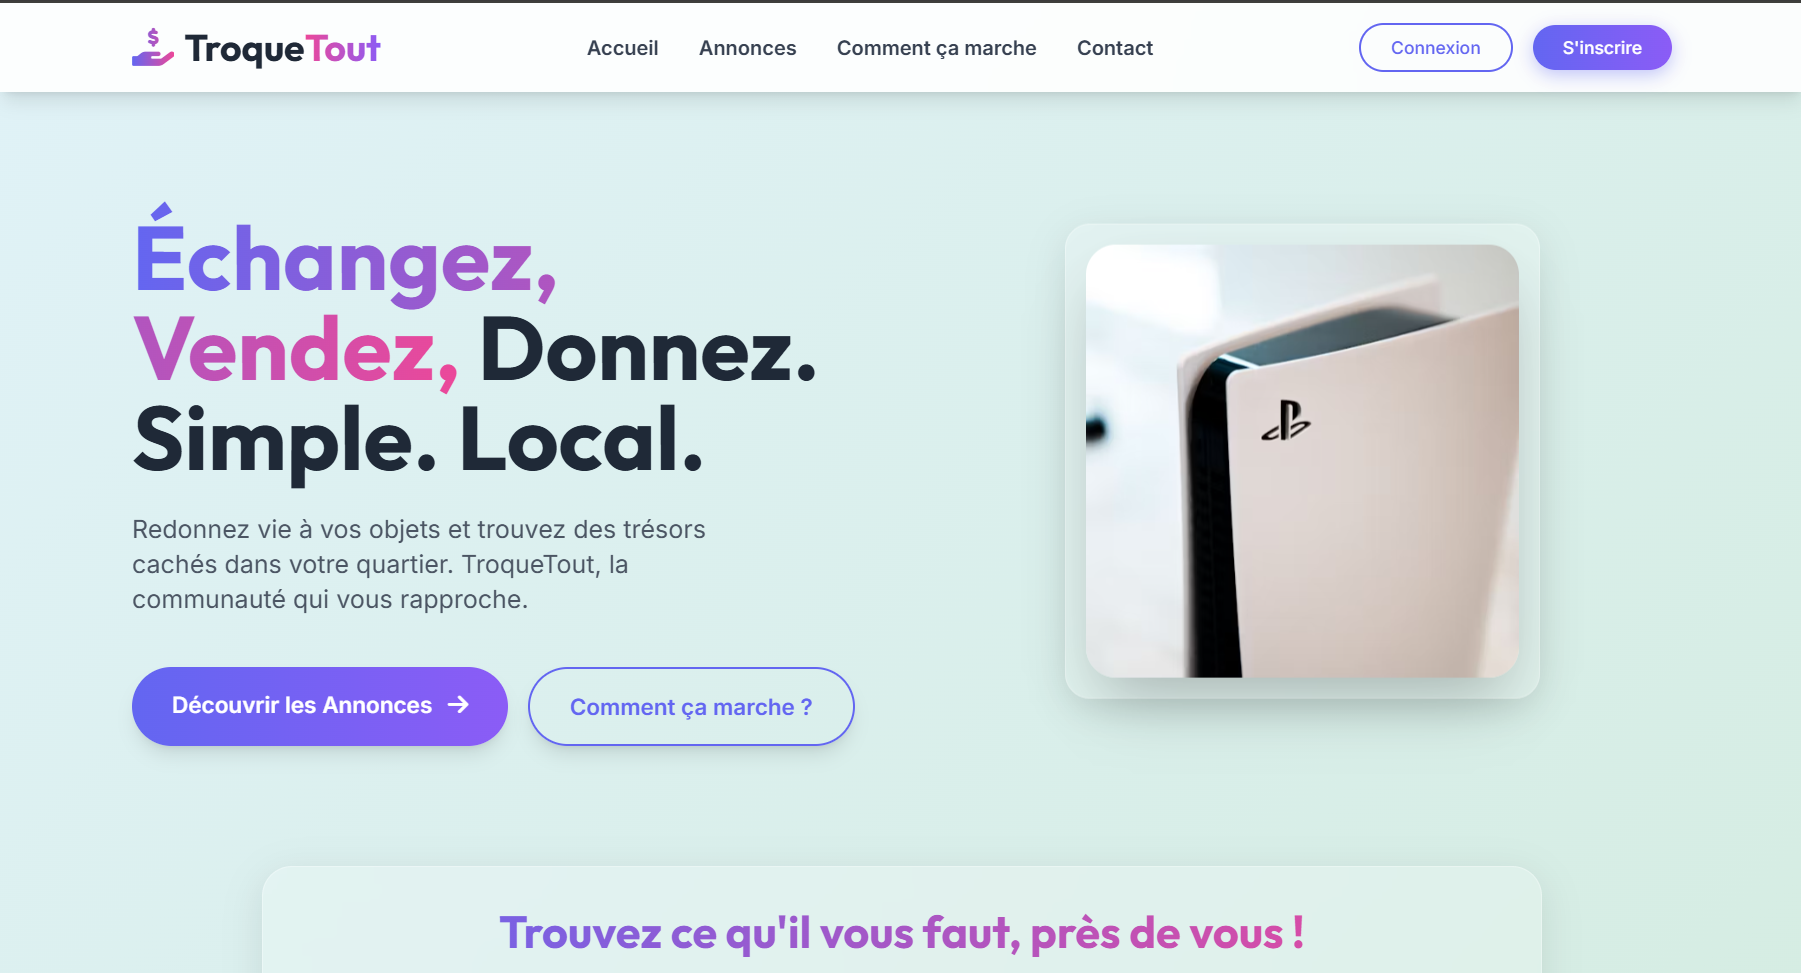 TroqueTout
Accueil
Annonces
Comment ça marche
Contact
Connexion
S'inscrire
Échangez,
Vendez, Donnez.
Simple. Local.
Redonnez vie à vos objets et trouvez des trésors
cachés dans votre quartier. TroqueTout, la
communauté qui vous rapproche.
Découvrir les Annonces
Comment ça marche ?
Trouvez ce qu'il vous faut, près de vous !